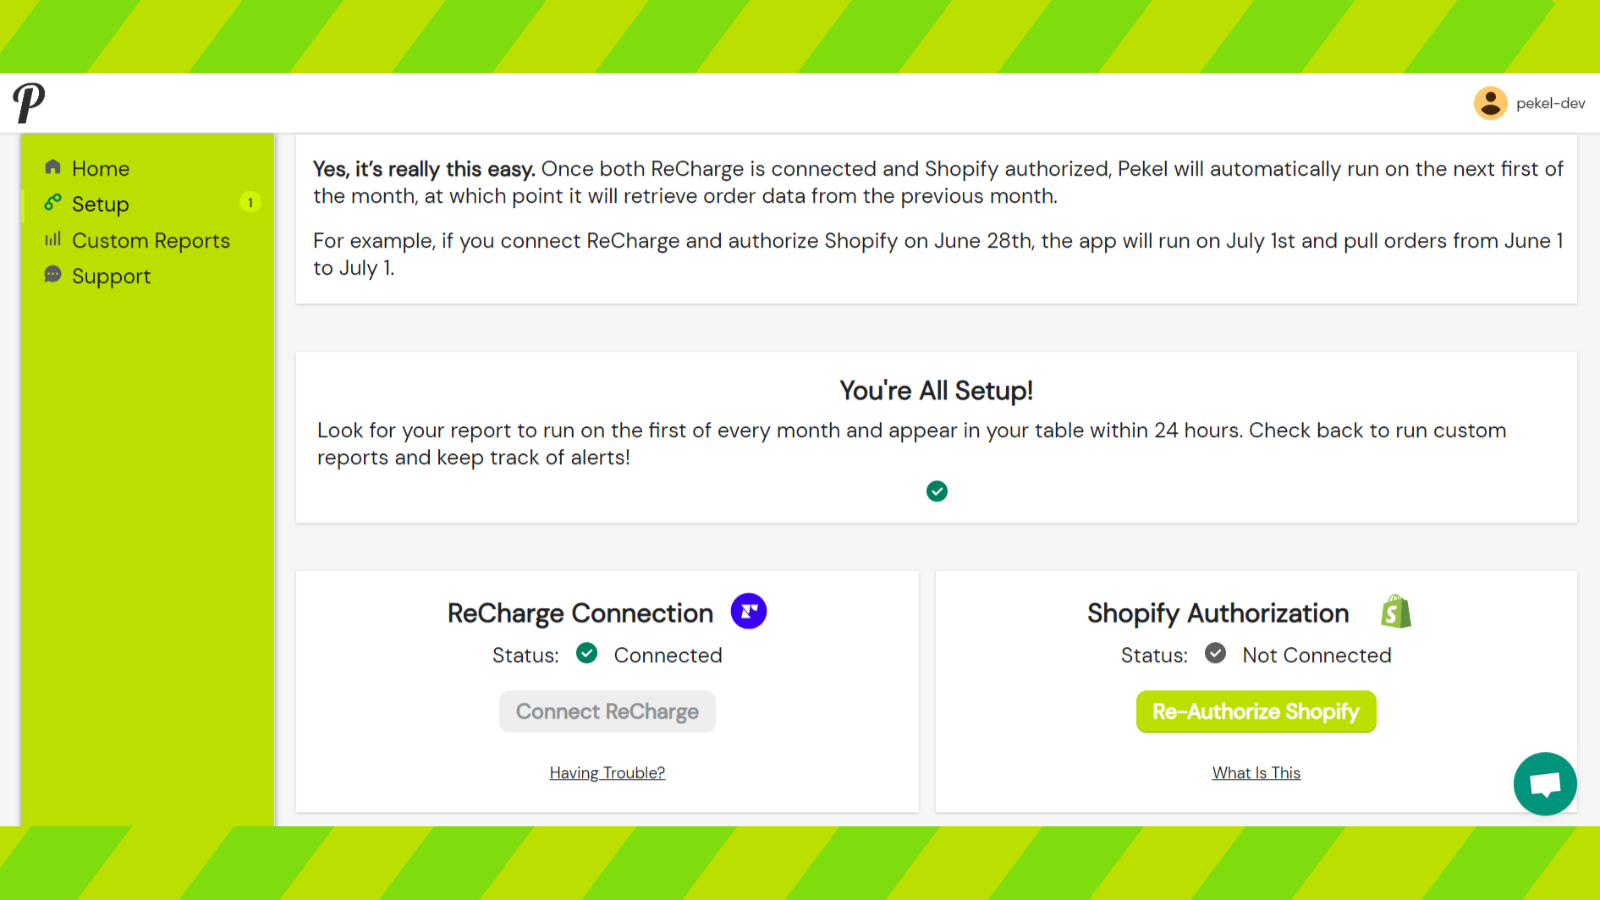 P
pekel-dev
Home
Setup
1
Custom Reports
Support
Yes, it’s really this easy. Once both ReCharge is connected and Shopify authorized, Pekel will automatically run on the next first of
the month, at which point it will retrieve order data from the previous month.
For example, if you connect ReCharge and authorize Shopify on June 28th, the app will run on July 1st and pull orders from June 1
to July 1.
You're All Setup!
Look for your report to run on the first of every month and appear in your table within 24 hours. Check back to run custom
reports and keep track of alerts!
ReCharge Connection
Status: Connected
Connect ReCharge
Having Trouble?
Shopify Authorization
S
Status: Not Connected
Re-Authorize Shopify
What Is This